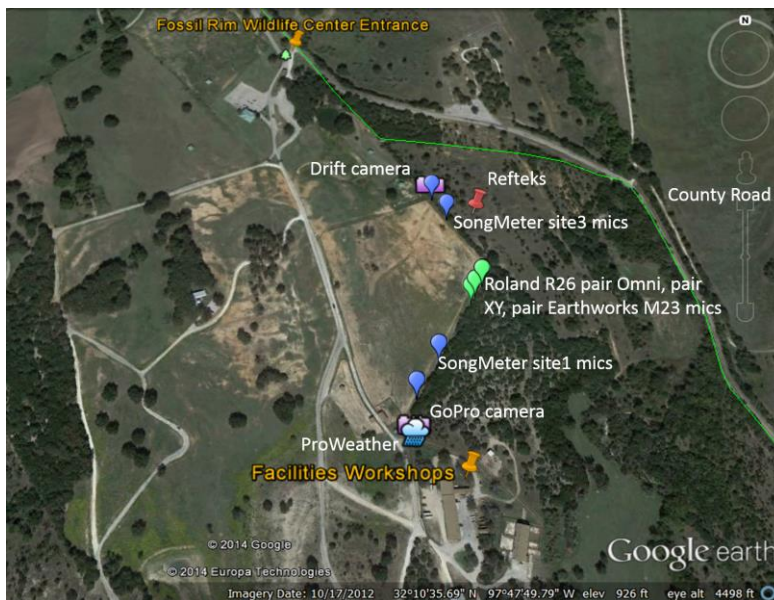 Fossil Rim Wildlife Center Entrance
N
Drift camera
Refteks
County Road
SongMeter site3 mics
Roland R26 pair Omni, pair
XY, pair Earthworks M23 mics
SongMeter site1 mics
GoPro camera
ProWeather
Facilities Workshops
© 2014 Google
Google earth
© 2014 Europa Technologies
Imagery Date: 10/17/2012 32°10'35.69" N 97°47'49.79" W elev 926 ft eye alt 4498 ft